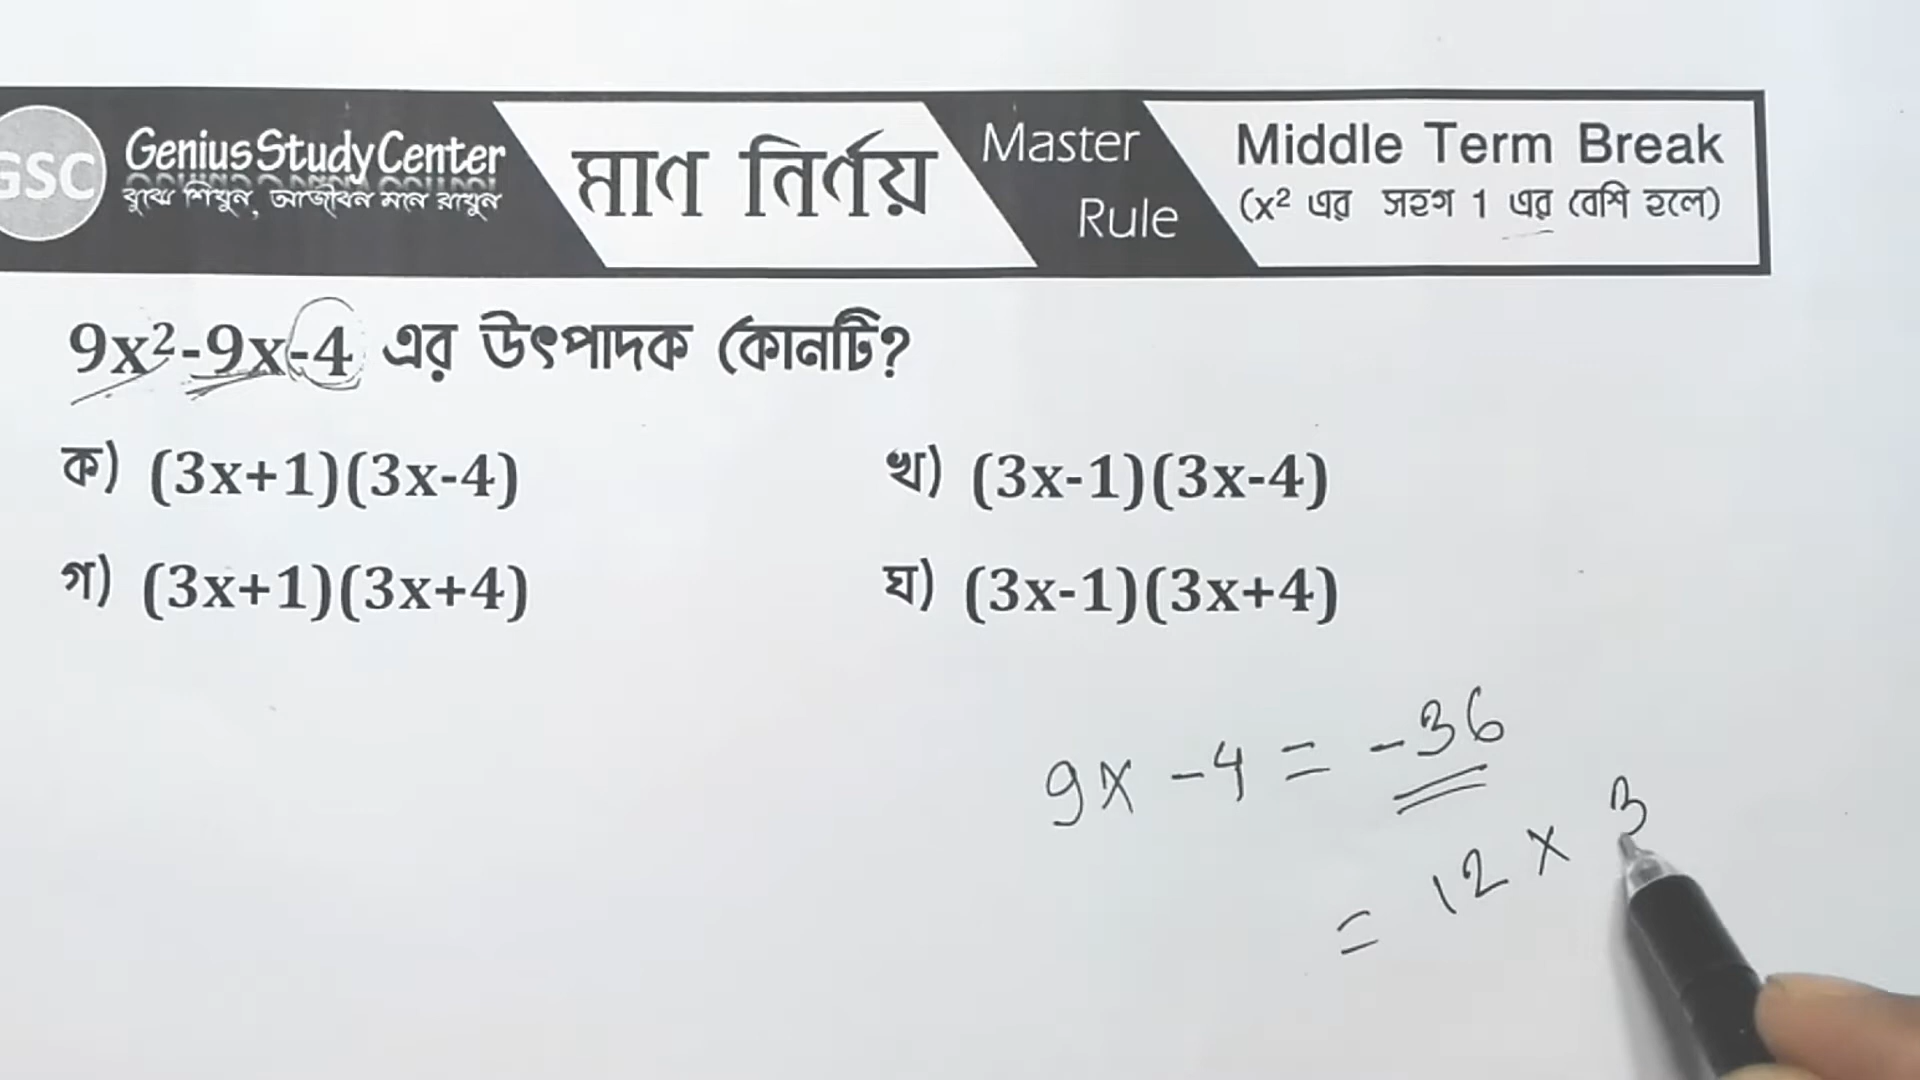 GSC
Genius Study Center
বুঝে শিখুন, আজীবন মনে রাখুন
মাণ নির্ণয়
Master
Rule
Middle Term Break
(x² এর সহগ 1 এর বেশি হলে)
9x²-9x-4 এর উৎপাদক কোনটি?
ক) (3x+1)(3x-4)
খ) (3x-1)(3x-4)
গ) (3x+1)(3x+4)
ঘ) (3x-1)(3x+4)
9x -4 = -36
= 12 x 3